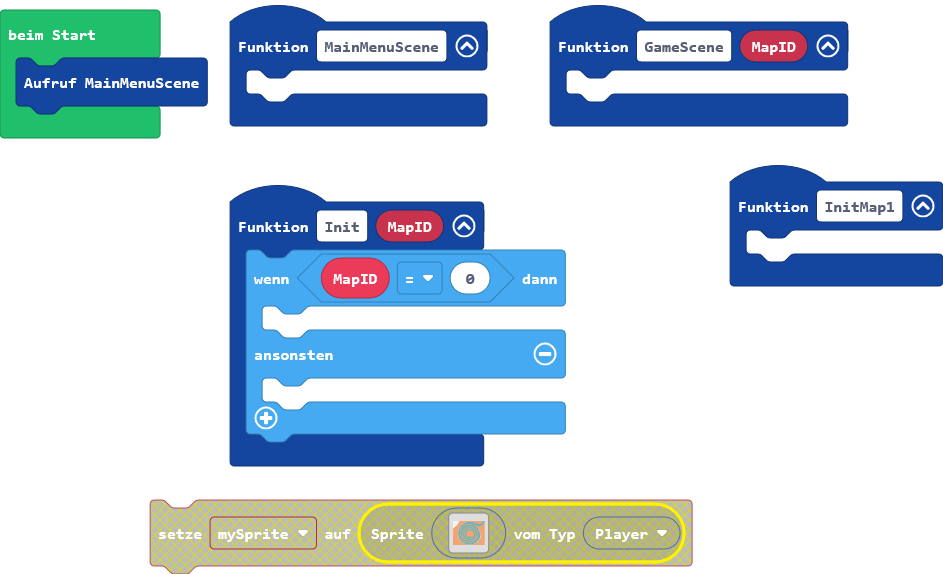 beim Start
Aufruf MainMenuScene
Funktion MainMenuScene
Funktion GameScene MapID
Funktion Init MapID
wenn MapID = 0 dann
ansonsten
Funktion InitMap1
setze mySprite auf Sprite vom Typ Player